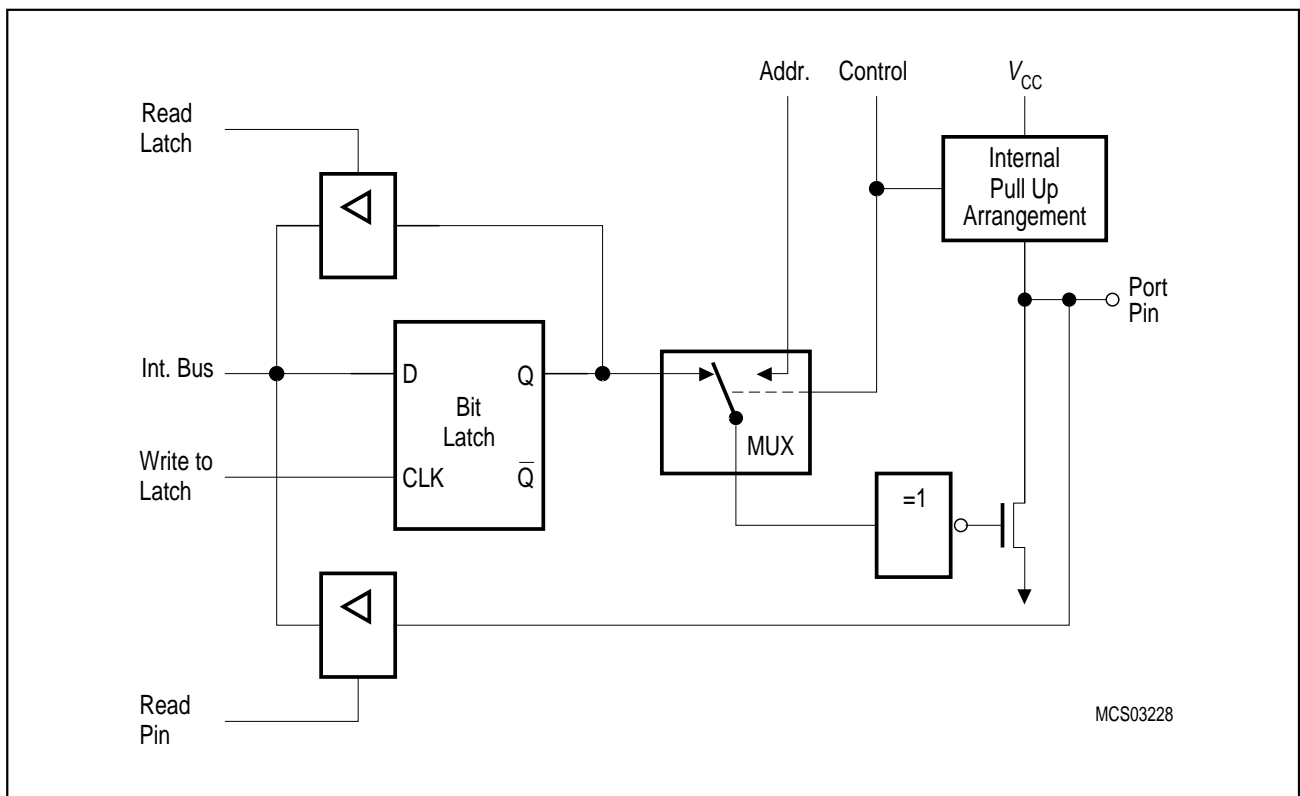 Addr.
Control
V_CC
Read
Latch
Internal
Pull Up
Arrangement
Port
Pin
Int. Bus
D
Q
Bit
Latch
MUX
Write to
Latch
CLK
Q̅
=1
Read
Pin
MCS03228